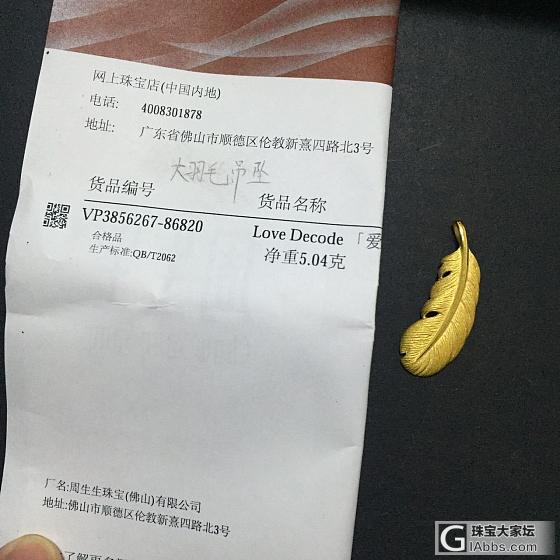 网上珠宝店(中国内地)
电话: 4008301878
地址: 广东省佛山市顺德区伦教新熹四路北3号
大羽毛吊坠
货品编号 货品名称
VP3856267-86820 Love Decode「爱
合格品 净重5.04克
生产标准:QB/T2062
厂名:周生生珠宝(佛山)有限公司
地址:佛山市顺德区伦教新熹四路北3号
了解更多
G 珠宝大家坛
GIAbbs.com